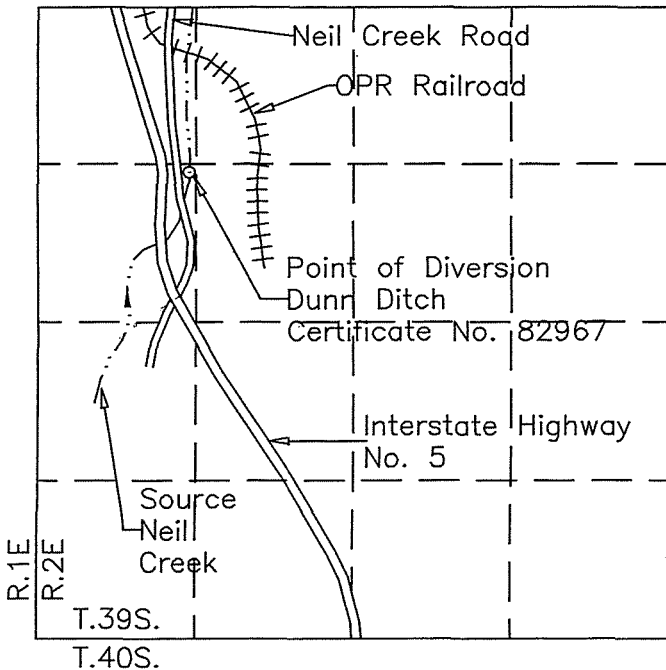 Neil Creek Road
OPR Railroad
Point of Diversion
Dunn Ditch
Certificate No. 82967
Interstate Highway
No. 5
Source
Neil
Creek
R.1E
R.2E
T.39S.
T.40S.